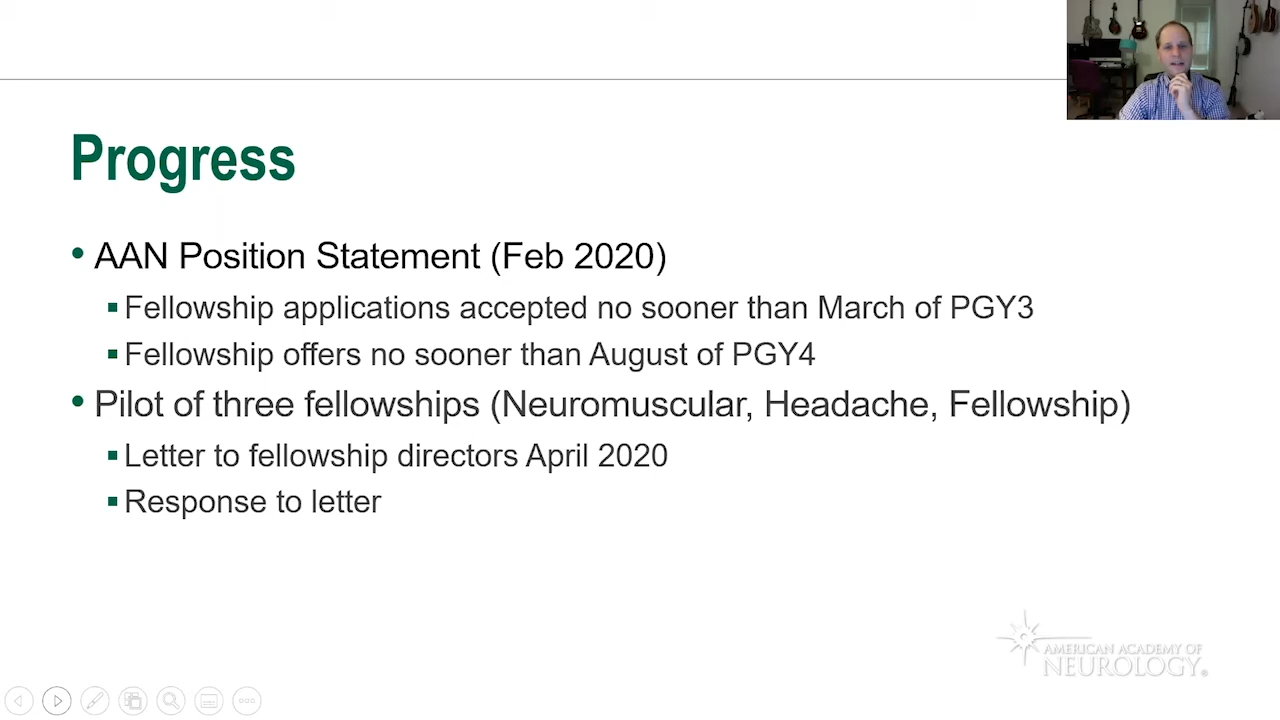 Progress
• AAN Position Statement (Feb 2020)
▪ Fellowship applications accepted no sooner than March of PGY3
▪ Fellowship offers no sooner than August of PGY4
• Pilot of three fellowships (Neuromuscular, Headache, Fellowship)
▪ Letter to fellowship directors April 2020
▪ Response to letter
AMERICAN ACADEMY OF
NEUROLOGY®